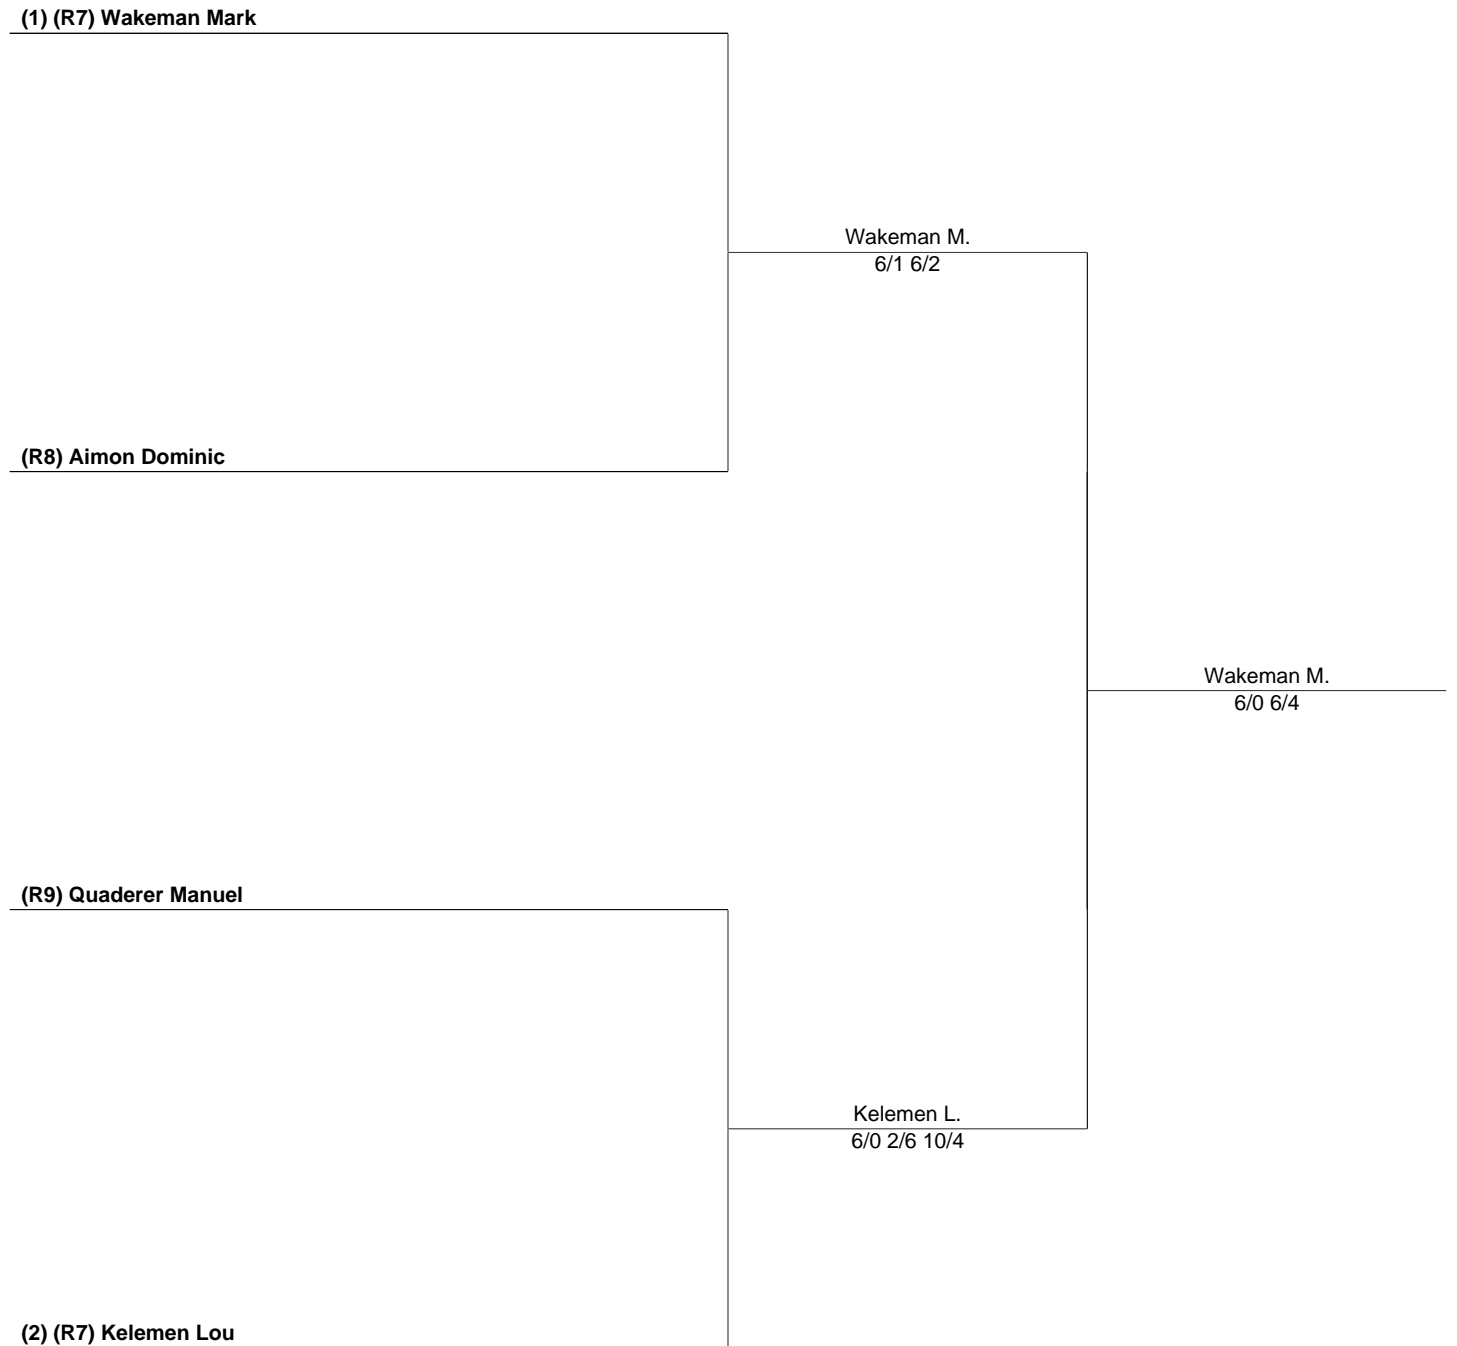 (1) (R7) Wakeman Mark
Wakeman M.
6/1 6/2
(R8) Aimon Dominic
Wakeman M.
6/0 6/4
(R9) Quaderer Manuel
Kelemen L.
6/0 2/6 10/4
(2) (R7) Kelemen Lou